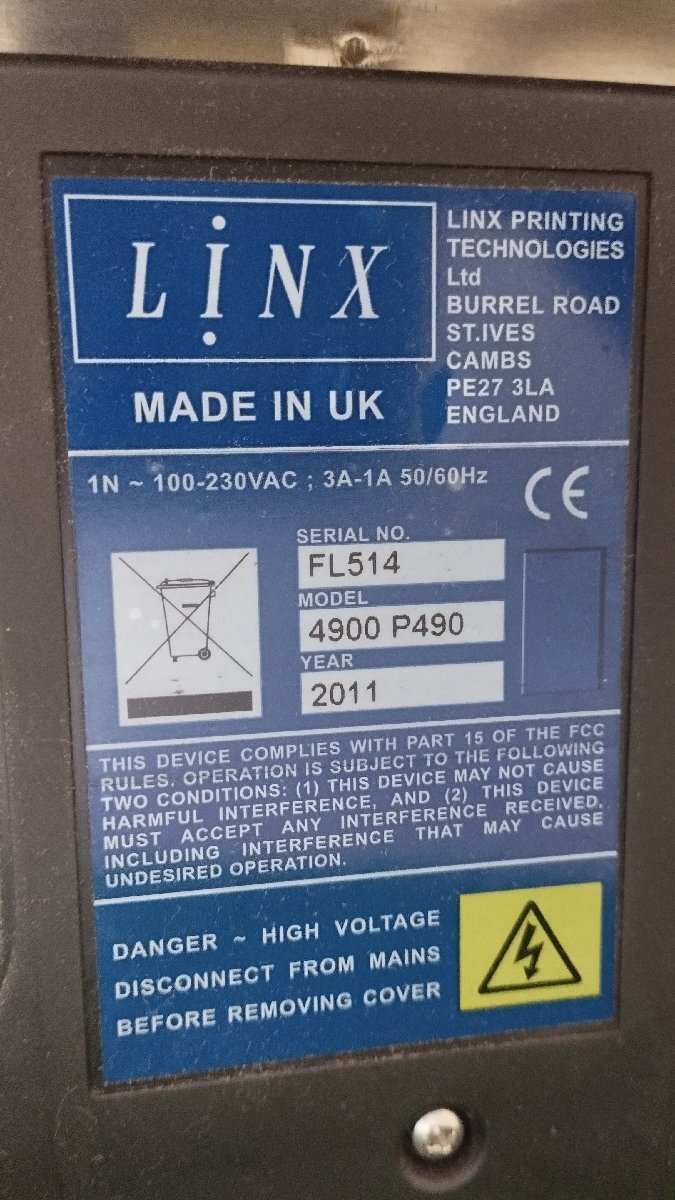 LINX
LINX PRINTING
TECHNOLOGIES
Ltd
BURREL ROAD
ST.IVES
CAMBS
PE27 3LA
ENGLAND
MADE IN UK
1N ~ 100-230VAC ; 3A-1A 50/60Hz
CE
SERIAL NO.
FL514
MODEL
4900 P490
YEAR
2011
THIS DEVICE COMPLIES WITH PART 15 OF THE FCC
RULES. OPERATION IS SUBJECT TO THE FOLLOWING
TWO CONDITIONS: (1) THIS DEVICE MAY NOT CAUSE
HARMFUL INTERFERENCE, AND (2) THIS DEVICE
MUST ACCEPT ANY INTERFERENCE RECEIVED,
INCLUDING INTERFERENCE THAT MAY CAUSE
UNDESIRED OPERATION.
DANGER ~ HIGH VOLTAGE
DISCONNECT FROM MAINS
BEFORE REMOVING COVER